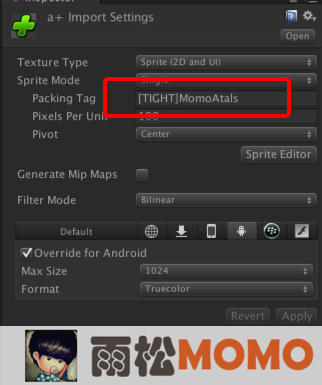 Inspector
a+ Import Settings
Open
Texture Type Sprite (2D and UI)
Sprite Mode Single
Packing Tag [TIGHT]MomoAtals
Pixels Per Unit 100
Pivot Center
Sprite Editor
Generate Mip Maps
Filter Mode Bilinear
Default
Override for Android
Max Size 1024
Format Truecolor
Revert Apply
雨松MOMO